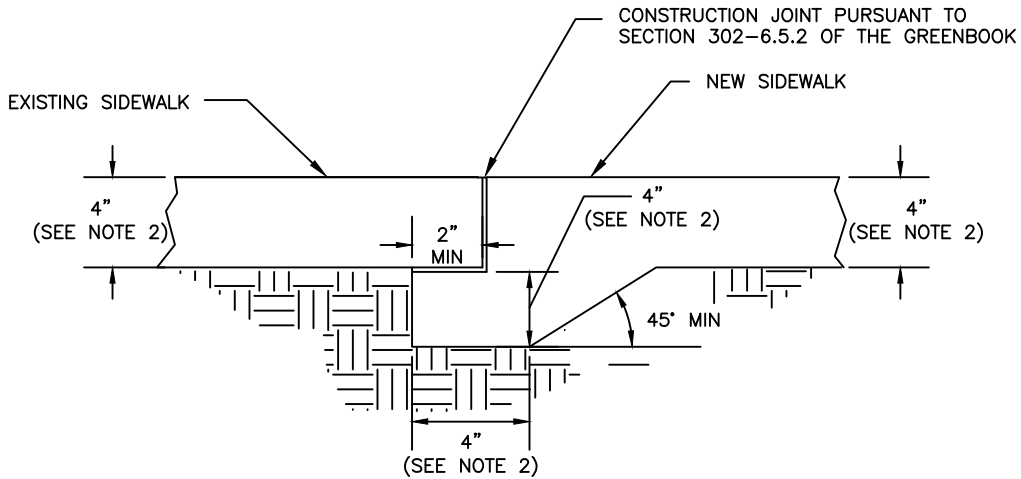 CONSTRUCTION JOINT PURSUANT TO
SECTION 302-6.5.2 OF THE GREENBOOK
NEW SIDEWALK
EXISTING SIDEWALK
4"
(SEE NOTE 2)
2"
MIN
4"
(SEE NOTE 2)
4"
(SEE NOTE 2)
45° MIN
4"
(SEE NOTE 2)